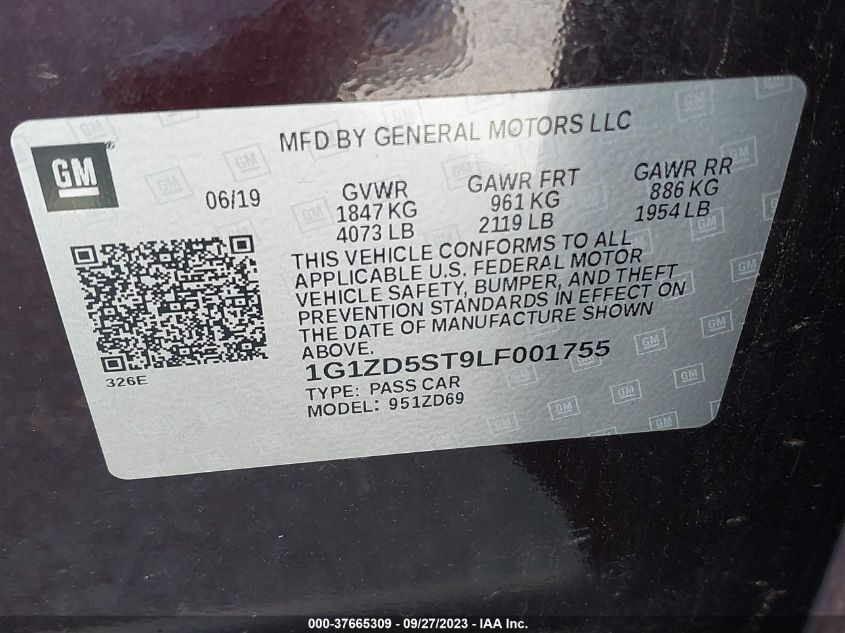 MFD BY GENERAL MOTORS LLC
GM
06/19
GVWR
1847 KG
4073 LB
GAWR FRT
961 KG
2119 LB
GAWR RR
886 KG
1954 LB
THIS VEHICLE CONFORMS TO ALL
APPLICABLE U.S. FEDERAL MOTOR
VEHICLE SAFETY, BUMPER, AND THEFT
PREVENTION STANDARDS IN EFFECT ON
THE DATE OF MANUFACTURE SHOWN
ABOVE.
1G1ZD5ST9LF001755
TYPE: PASS CAR
MODEL: 951ZD69
326E
000-37665309 - 09/27/2023 - IAA Inc.